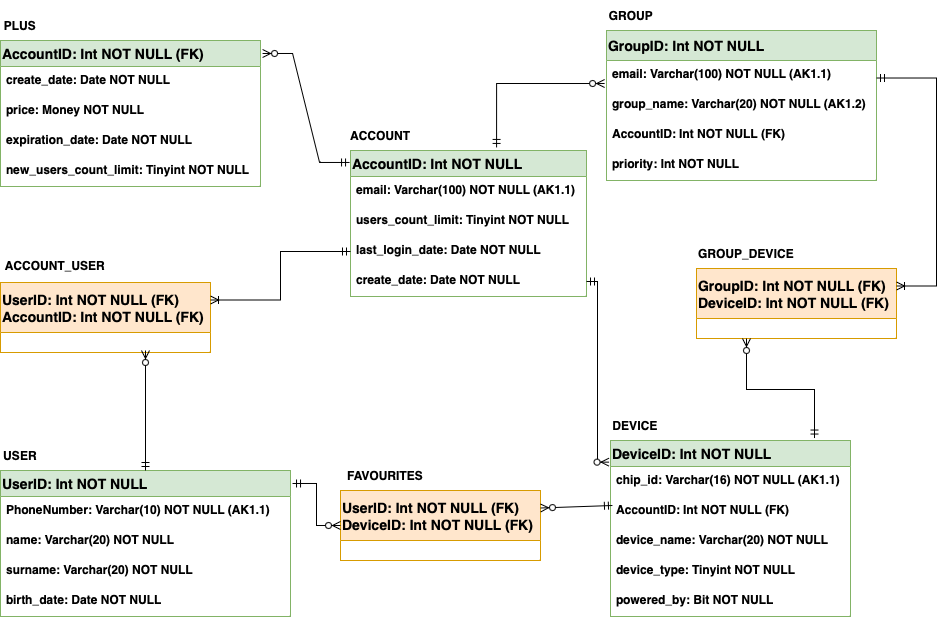 PLUS
AccountID: Int NOT NULL (FK)
create_date: Date NOT NULL
price: Money NOT NULL
expiration_date: Date NOT NULL
new_users_count_limit: Tinyint NOT NULL
GROUP
GroupID: Int NOT NULL
email: Varchar(100) NOT NULL (AK1.1)
group_name: Varchar(20) NOT NULL (AK1.2)
AccountID: Int NOT NULL (FK)
priority: Int NOT NULL
ACCOUNT
AccountID: Int NOT NULL
email: Varchar(100) NOT NULL (AK1.1)
users_count_limit: Tinyint NOT NULL
last_login_date: Date NOT NULL
create_date: Date NOT NULL
ACCOUNT_USER
UserID: Int NOT NULL (FK)
AccountID: Int NOT NULL (FK)
GROUP_DEVICE
GroupID: Int NOT NULL (FK)
DeviceID: Int NOT NULL (FK)
USER
UserID: Int NOT NULL
PhoneNumber: Varchar(10) NOT NULL (AK1.1)
name: Varchar(20) NOT NULL
surname: Varchar(20) NOT NULL
birth_date: Date NOT NULL
FAVOURITES
UserID: Int NOT NULL (FK)
DeviceID: Int NOT NULL (FK)
DEVICE
DeviceID: Int NOT NULL
chip_id: Varchar(16) NOT NULL (AK1.1)
AccountID: Int NOT NULL (FK)
device_name: Varchar(20) NOT NULL
device_type: Tinyint NOT NULL
powered_by: Bit NOT NULL